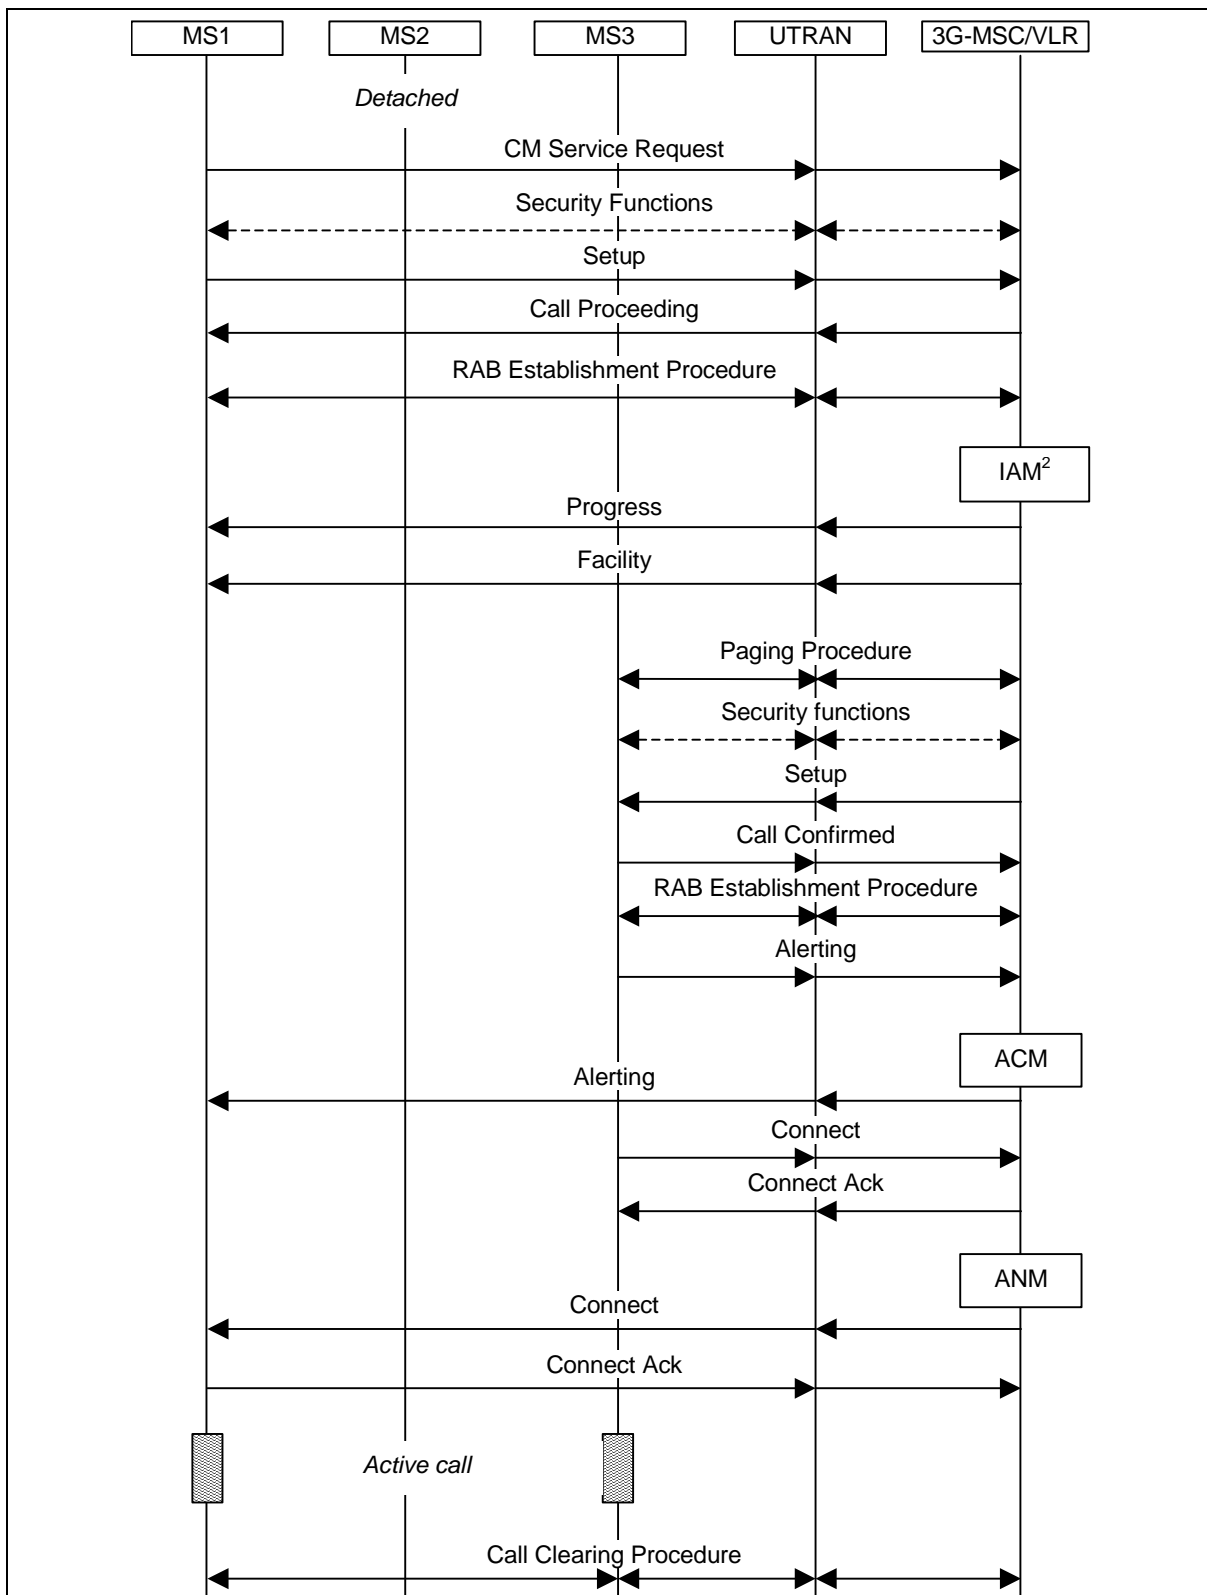 MS1 MS2 MS3 UTRAN 3G-MSC/VLR
Detached
CM Service Request
Security Functions
Setup
Call Proceeding
RAB Establishment Procedure
IAM²
Progress
Facility
Paging Procedure
Security functions
Setup
Call Confirmed
RAB Establishment Procedure
Alerting
ACM
Alerting
Connect
Connect Ack
ANM
Connect
Connect Ack
Active call
Call Clearing Procedure